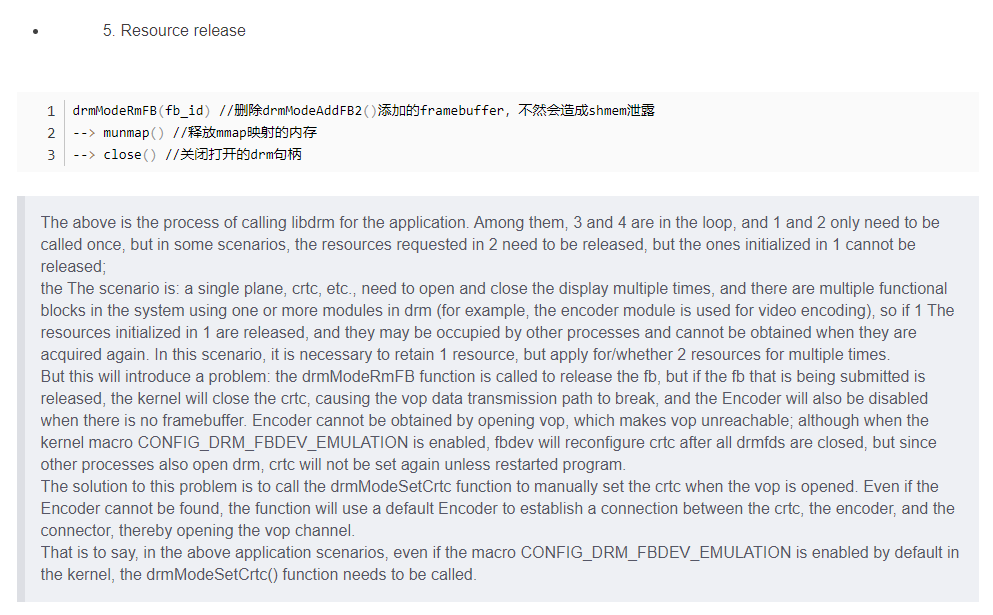 5. Resource release
1 drmModeRmFB(fb_id) //删除drmModeAddFB2()添加的framebuffer，不然会造成shmem泄露
2 --> munmap() //释放mmap映射的内存
3 --> close() //关闭打开的drm句柄
The above is the process of calling libdrm for the application. Among them, 3 and 4 are in the loop, and 1 and 2 only need to be
called once, but in some scenarios, the resources requested in 2 need to be released, but the ones initialized in 1 cannot be
released;
the The scenario is: a single plane, crtc, etc., need to open and close the display multiple times, and there are multiple functional
blocks in the system using one or more modules in drm (for example, the encoder module is used for video encoding), so if 1 The
resources initialized in 1 are released, and they may be occupied by other processes and cannot be obtained when they are
acquired again. In this scenario, it is necessary to retain 1 resource, but apply for/whether 2 resources for multiple times.
But this will introduce a problem: the drmModeRmFB function is called to release the fb, but if the fb that is being submitted is
released, the kernel will close the crtc, causing the vop data transmission path to break, and the Encoder will also be disabled
when there is no framebuffer. Encoder cannot be obtained by opening vop, which makes vop unreachable; although when the
kernel macro CONFIG_DRM_FBDEV_EMULATION is enabled, fbdev will reconfigure crtc after all drmfds are closed, but since
other processes also open drm, crtc will not be set again unless restarted program.
The solution to this problem is to call the drmModeSetCrtc function to manually set the crtc when the vop is opened. Even if the
Encoder cannot be found, the function will use a default Encoder to establish a connection between the crtc, the encoder, and the
connector, thereby opening the vop channel.
That is to say, in the above application scenarios, even if the macro CONFIG_DRM_FBDEV_EMULATION is enabled by default in
the kernel, the drmModeSetCrtc() function needs to be called.